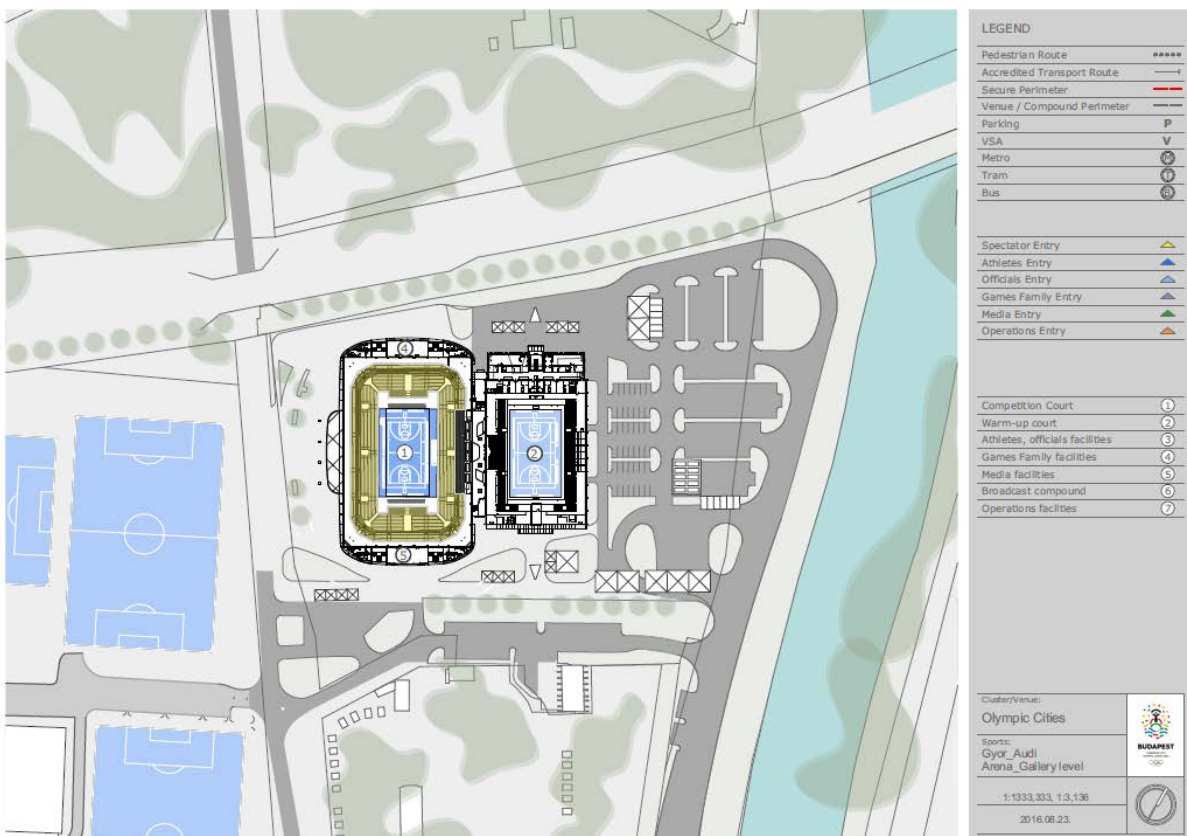 4
1
2
5
LEGEND
Pedestrian Route
Accredited Transport Route
Secure Perimeter
Venue / Compound Perimeter
Parking P
VSA V
Metro M
Tram T
Bus B
Spectator Entry
Athletes Entry
Officials Entry
Games Family Entry
Media Entry
Operations Entry
Competition Court 1
Warm-up court 2
Athletes, officials facilities 3
Games Family facilities 4
Media facilities 5
Broadcast compound 6
Operations facilties 7
Cluster/Venue:
Olympic Cities
Sports:
Gyor_Audi
Arena_Gallery level
BUDAPEST
1:1333,333, 1:3,136
2016.08.23.